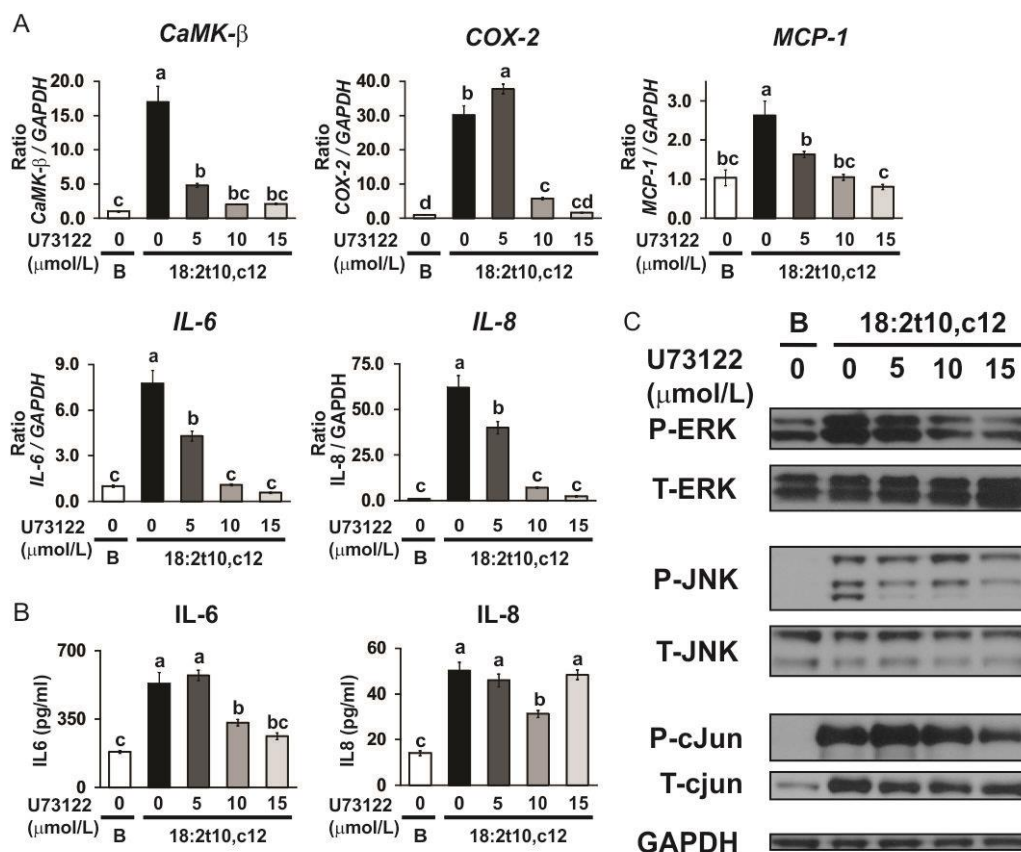 A
CaMK-β
Ratio
CaMK-β / GAPDH
20.0
15.0
10.0
5.0
0.0
c a b bc bc
U73122 0 0 5 10 15
(μmol/L) B 18:2t10,c12
COX-2
Ratio
COX-2 / GAPDH
40.0
30.0
20.0
10.0
0.0
d b a c cd
U73122 0 0 5 10 15
(μmol/L) B 18:2t10,c12
MCP-1
Ratio
MCP-1 / GAPDH
3.0
2.0
1.0
0.0
bc a b bc c
U73122 0 0 5 10 15
(μmol/L) B 18:2t10,c12
IL-6
Ratio
IL-6 / GAPDH
9.0
6.0
3.0
0.0
c a b c c
U73122 0 0 5 10 15
(μmol/L) B 18:2t10,c12
IL-8
Ratio
IL-8 / GAPDH
75.0
50.0
25.0
0.0
c a b c c
U73122 0 0 5 10 15
(μmol/L) B 18:2t10,c12
B
IL-6
IL6 (pg/ml)
700
350
0
c a a b bc
U73122 0 0 5 10 15
(μmol/L) B 18:2t10,c12
IL-8
IL8 (pg/ml)
60
40
20
0
c a a b a
U73122 0 0 5 10 15
(μmol/L) B 18:2t10,c12
C
B 18:2t10,c12
U73122 0 0 5 10 15
(μmol/L)
P-ERK
T-ERK
P-JNK
T-JNK
P-cJun
T-cjun
GAPDH